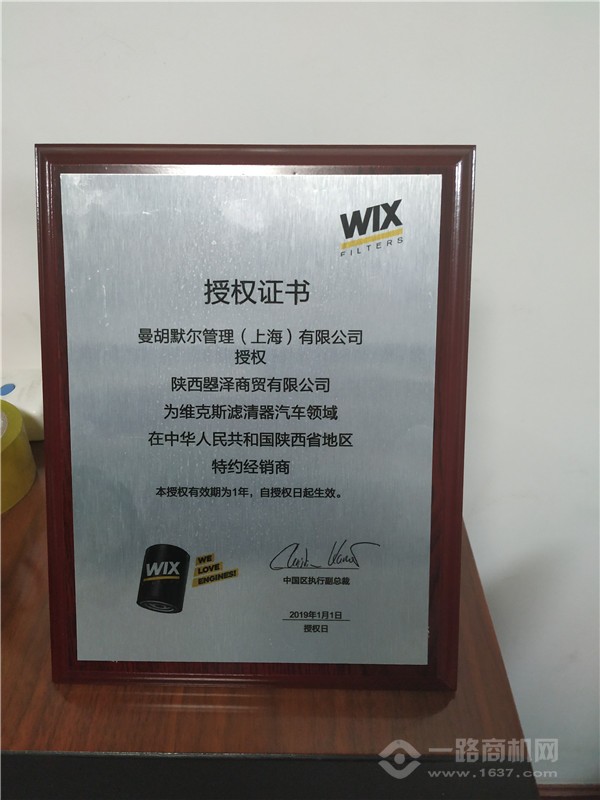 WIX
FILTERS
授权证书
曼胡默尔管理（上海）有限公司
授权
陕西曌泽商贸有限公司
为维克斯滤清器汽车领域
在中华人民共和国陕西省地区
特约经销商
本授权有效期为1年，自授权日起生效。
WIX
WE
LOVE
ENGINES!
中国区执行副总裁
2019年1月1日
授权日
一路商机网
www.1637.com